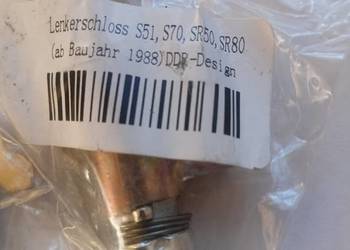 Lenkerschloss S51, S70, SR50, SR80
(ab Baujahr 1988) DDR-Design